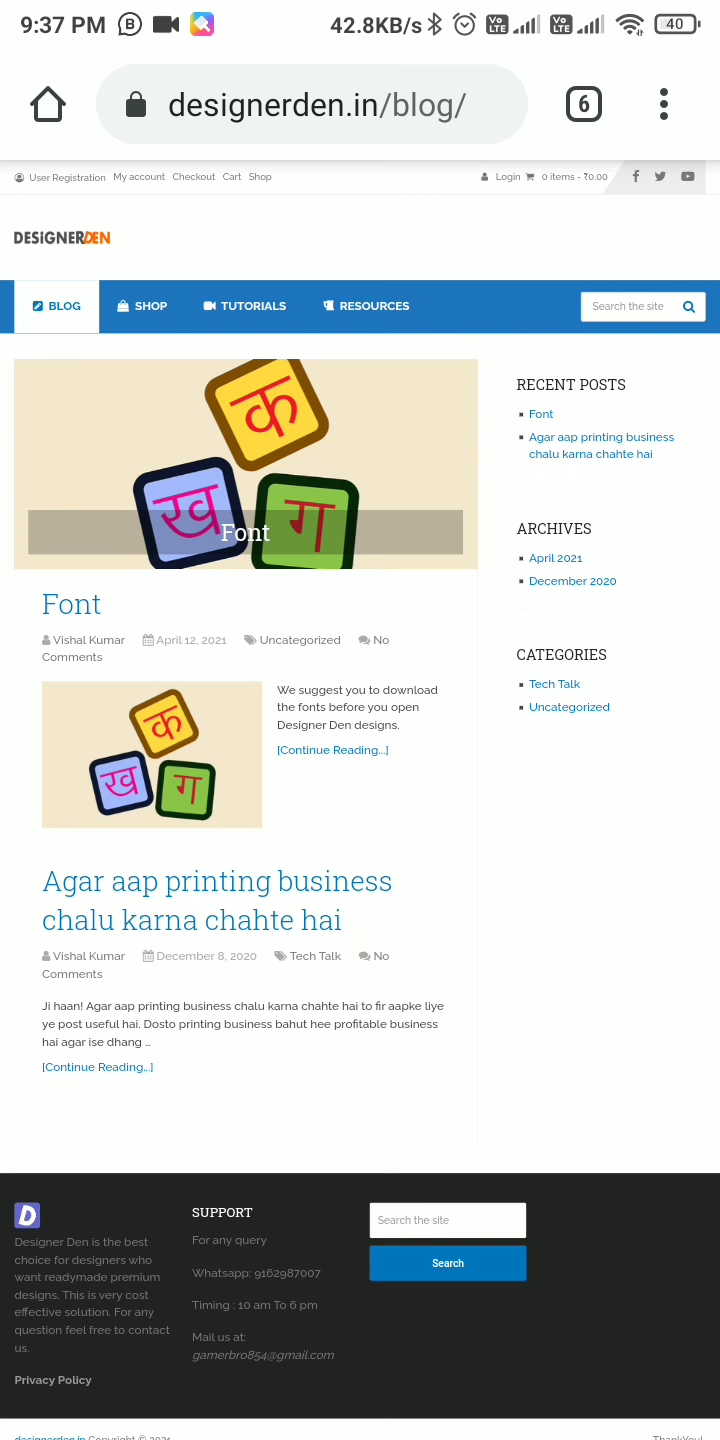 9:37 PM 42.8KB/s 40
designerden.in/blog/ 6
User Registration My account Checkout Cart Shop Login 0 items - ₹0.00
DESIGNERDEN
BLOG SHOP TUTORIALS RESOURCES Search the site
क
ख ग
Font
Font
Vishal Kumar April 12, 2021 Uncategorized No
Comments
क
ख ग
We suggest you to download
the fonts before you open
Designer Den designs.
[Continue Reading...]
Agar aap printing business
chalu karna chahte hai
Vishal Kumar December 8, 2020 Tech Talk No
Comments
Ji haan! Agar aap printing business chalu karna chahte hai to fir aapke liye
ye post useful hai. Dosto printing business bahut hee profitable business
hai agar ise dhang ...
[Continue Reading...]
RECENT POSTS
Font
Agar aap printing business
chalu karna chahte hai
ARCHIVES
April 2021
December 2020
CATEGORIES
Tech Talk
Uncategorized
D
Designer Den is the best
choice for designers who
want readymade premium
designs. This is very cost
effective solution. For any
question feel free to contact
us.
Privacy Policy
SUPPORT
For any query
Whatsapp: 9162987007
Timing : 10 am To 6 pm
Mail us at:
gamerbro854@gmail.com
Search the site
Search
designerden.in Copyright © 2021 ThankYou!